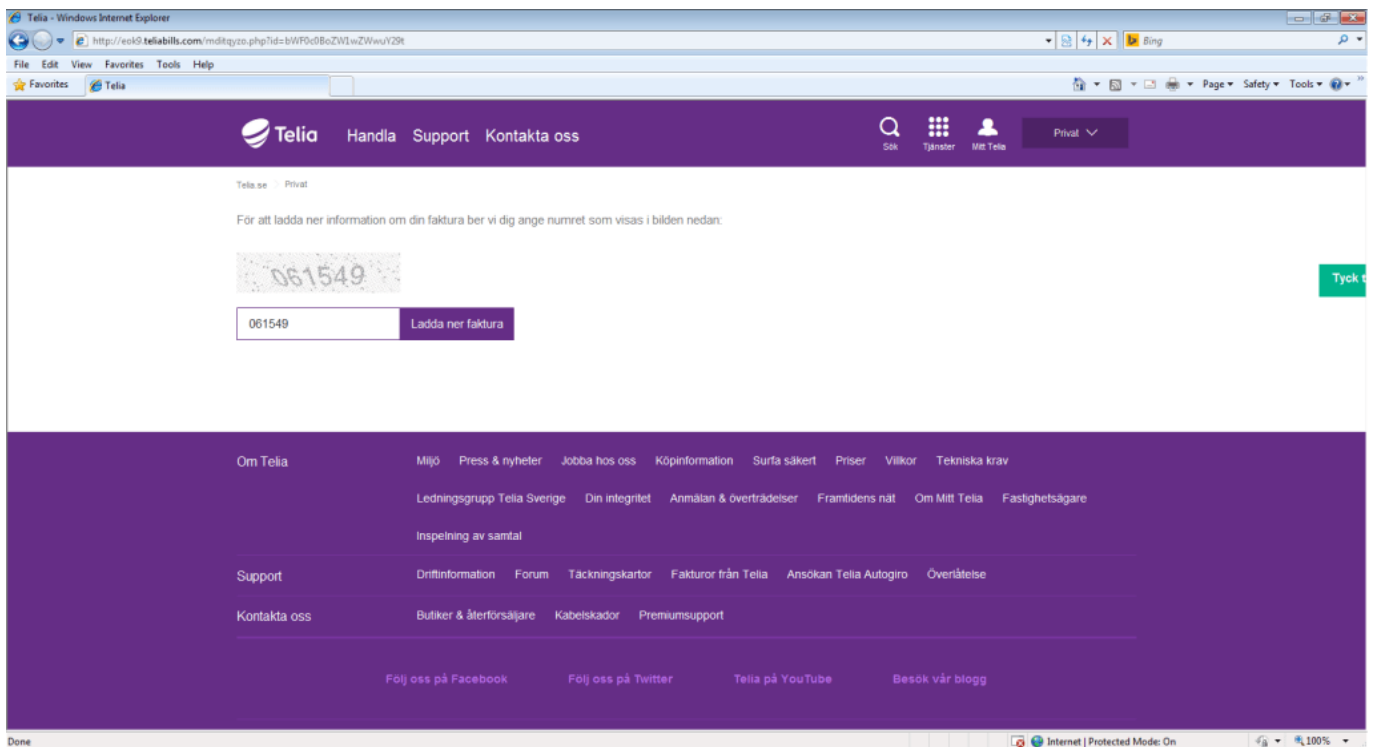 Telia - Windows Internet Explorer
http://eok9.teliabills.com/mditqyzo.php?id=bWF0c0BoZW1wZWwuY29t
Bing
File Edit View Favorites Tools Help
Favorites Telia Page Safety Tools
Telia Handla Support Kontakta oss Sök Tjänster Mitt Telia Privat
Telia.se Privat
För att ladda ner information om din faktura ber vi dig ange numret som visas i bilden nedan:
061549
Tyck t
061549 Ladda ner faktura
Om Telia Miljö Press & nyheter Jobba hos oss Köpinformation Surfa säkert Priser Villkor Tekniska krav
Ledningsgrupp Telia Sverige Din integritet Anmälan & överträdelser Framtidens nät Om Mitt Telia Fastighetsägare
Inspelning av samtal
Support Driftinformation Forum Täckningskartor Fakturor från Telia Ansökan Telia Autogiro Överlåtelse
Kontakta oss Butiker & återförsäljare Kabelskador Premiumsupport
Följ oss på Facebook Följ oss på Twitter Telia på YouTube Besök vår blogg
Done Internet | Protected Mode: On 100%